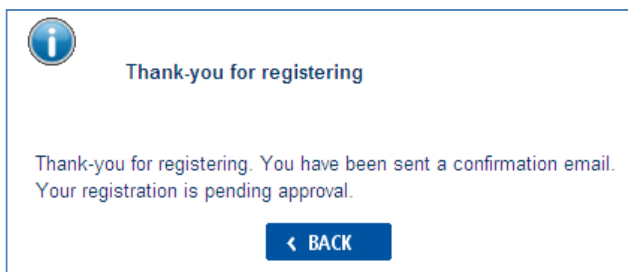 Thank-you for registering
Thank-you for registering. You have been sent a confirmation email.
Your registration is pending approval.
< BACK